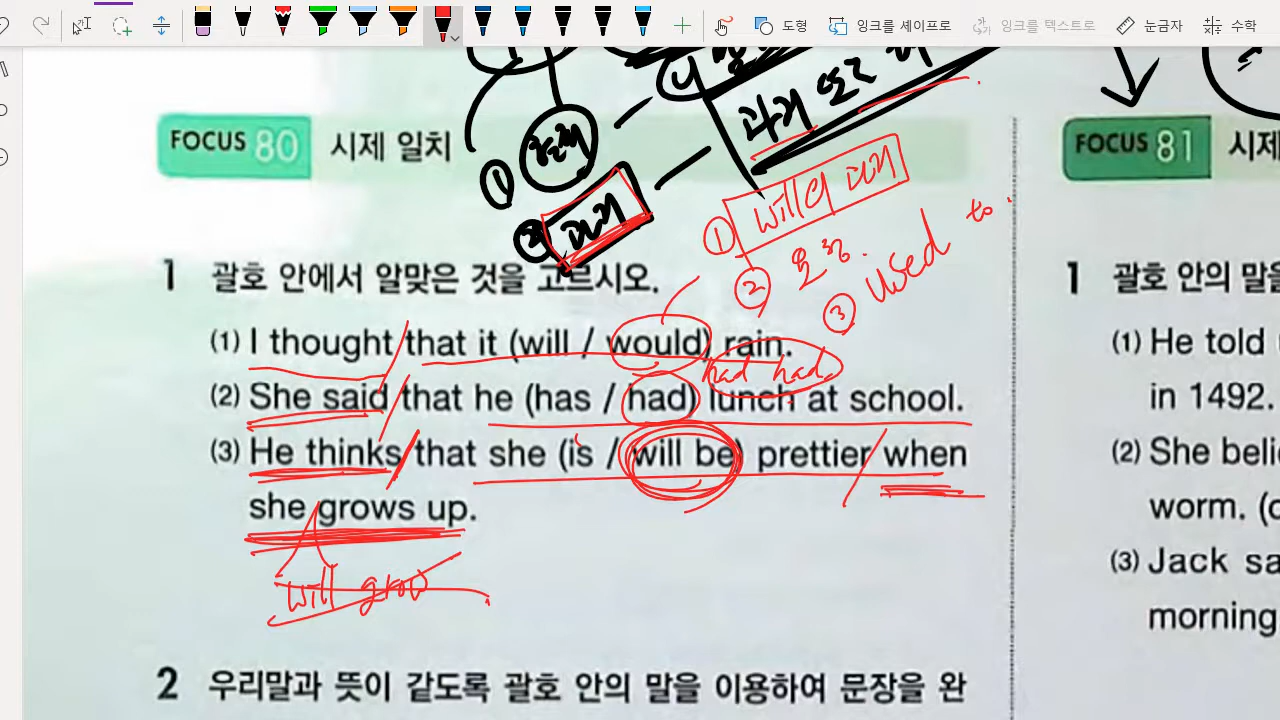 도형
잉크를 셰이프로
잉크를 텍스트로
눈금자
수학
과거 또는
FOCUS 80 시제 일치
① 현재
② 과거
① will의 과거
② 요청.
③ used to
1 괄호 안에서 알맞은 것을 고르시오.
(1) I thought that it (will / would) rain.
had had
(2) She said that he (has / had) lunch at school.
(3) He thinks that she (is / will be) prettier when
she grows up.
will grow
2 우리말과 뜻이 같도록 괄호 안의 말을 이용하여 문장을 완
FOCUS 81 시제
1 괄호 안의 말을
(1) He told
in 1492.
(2) She beli
worm. (
(3) Jack sa
morning